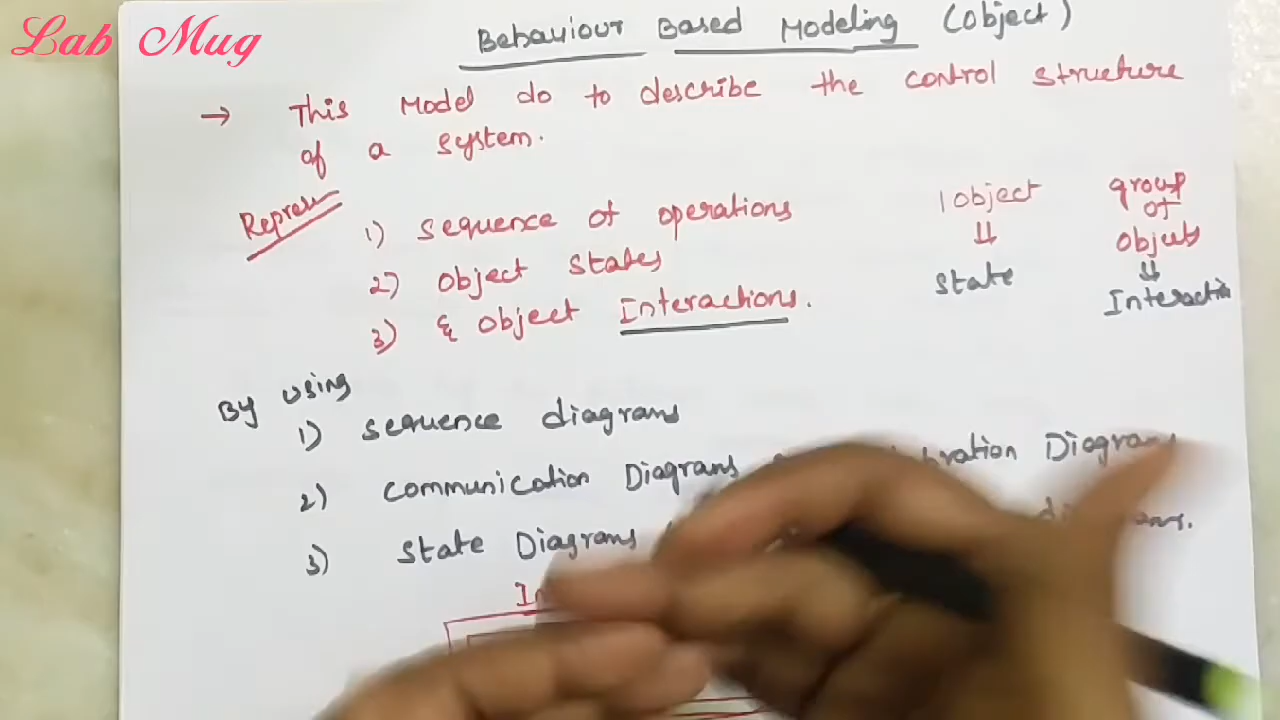 Lab Mug
Behaviour Based Modeling (object)
→ This Model do to describe the control structure
of a system.
1) sequence of operations
2) object states
3) & object Interactions.
1 object
⇓
state
group
of
objects
⇓
By using
1) sequence diagrams
2) communication Diagrams Diagrams
3) State Diagrams diagrams.